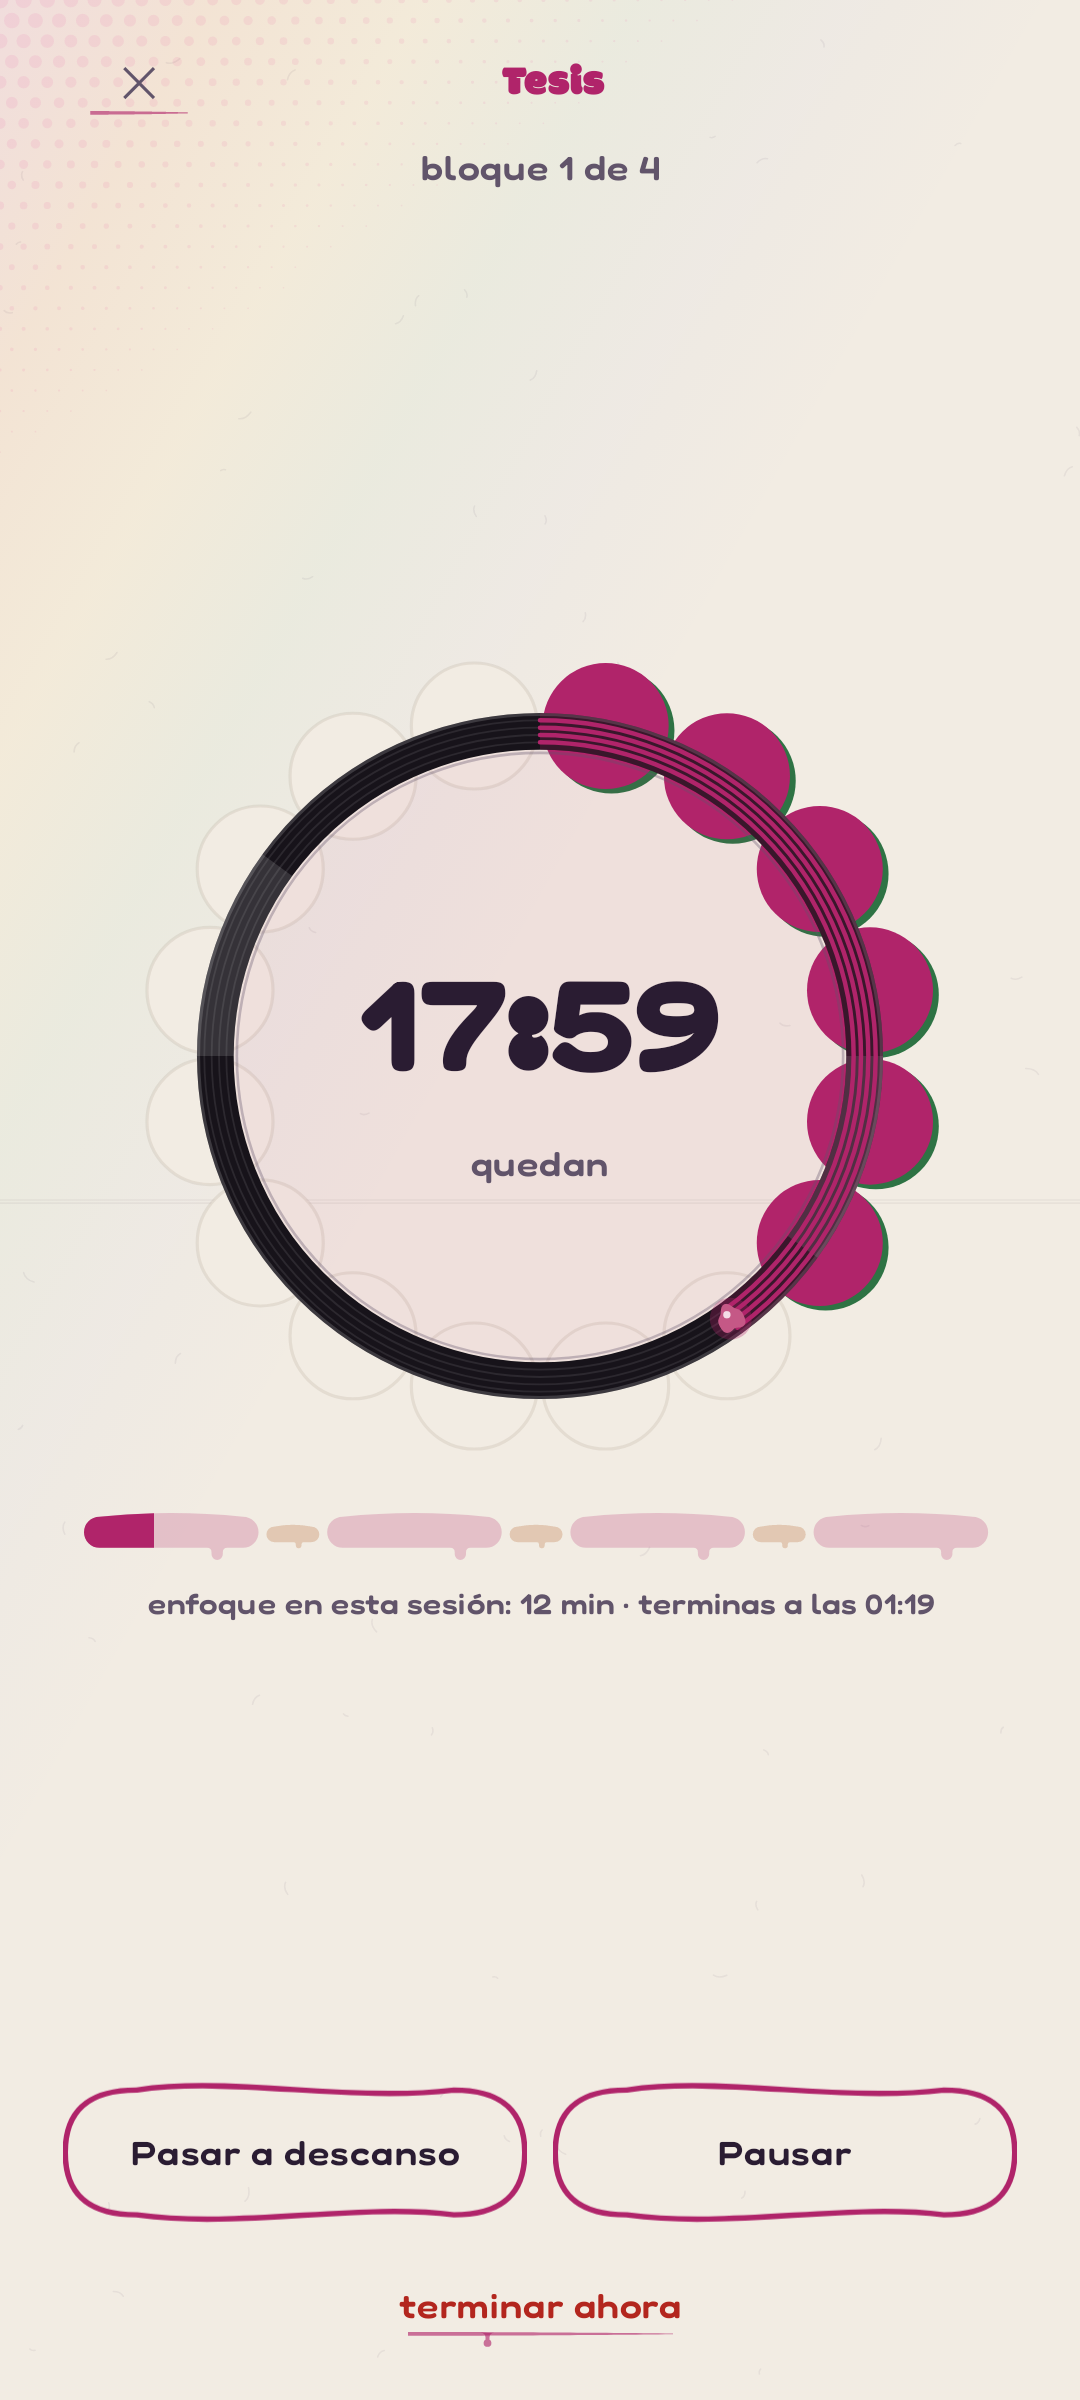 Tesis
bloque 1 de 4
17:59
quedan
enfoque en esta sesión: 12 min · terminas a las 01:19
Pasar a descanso
Pausar
terminar ahora